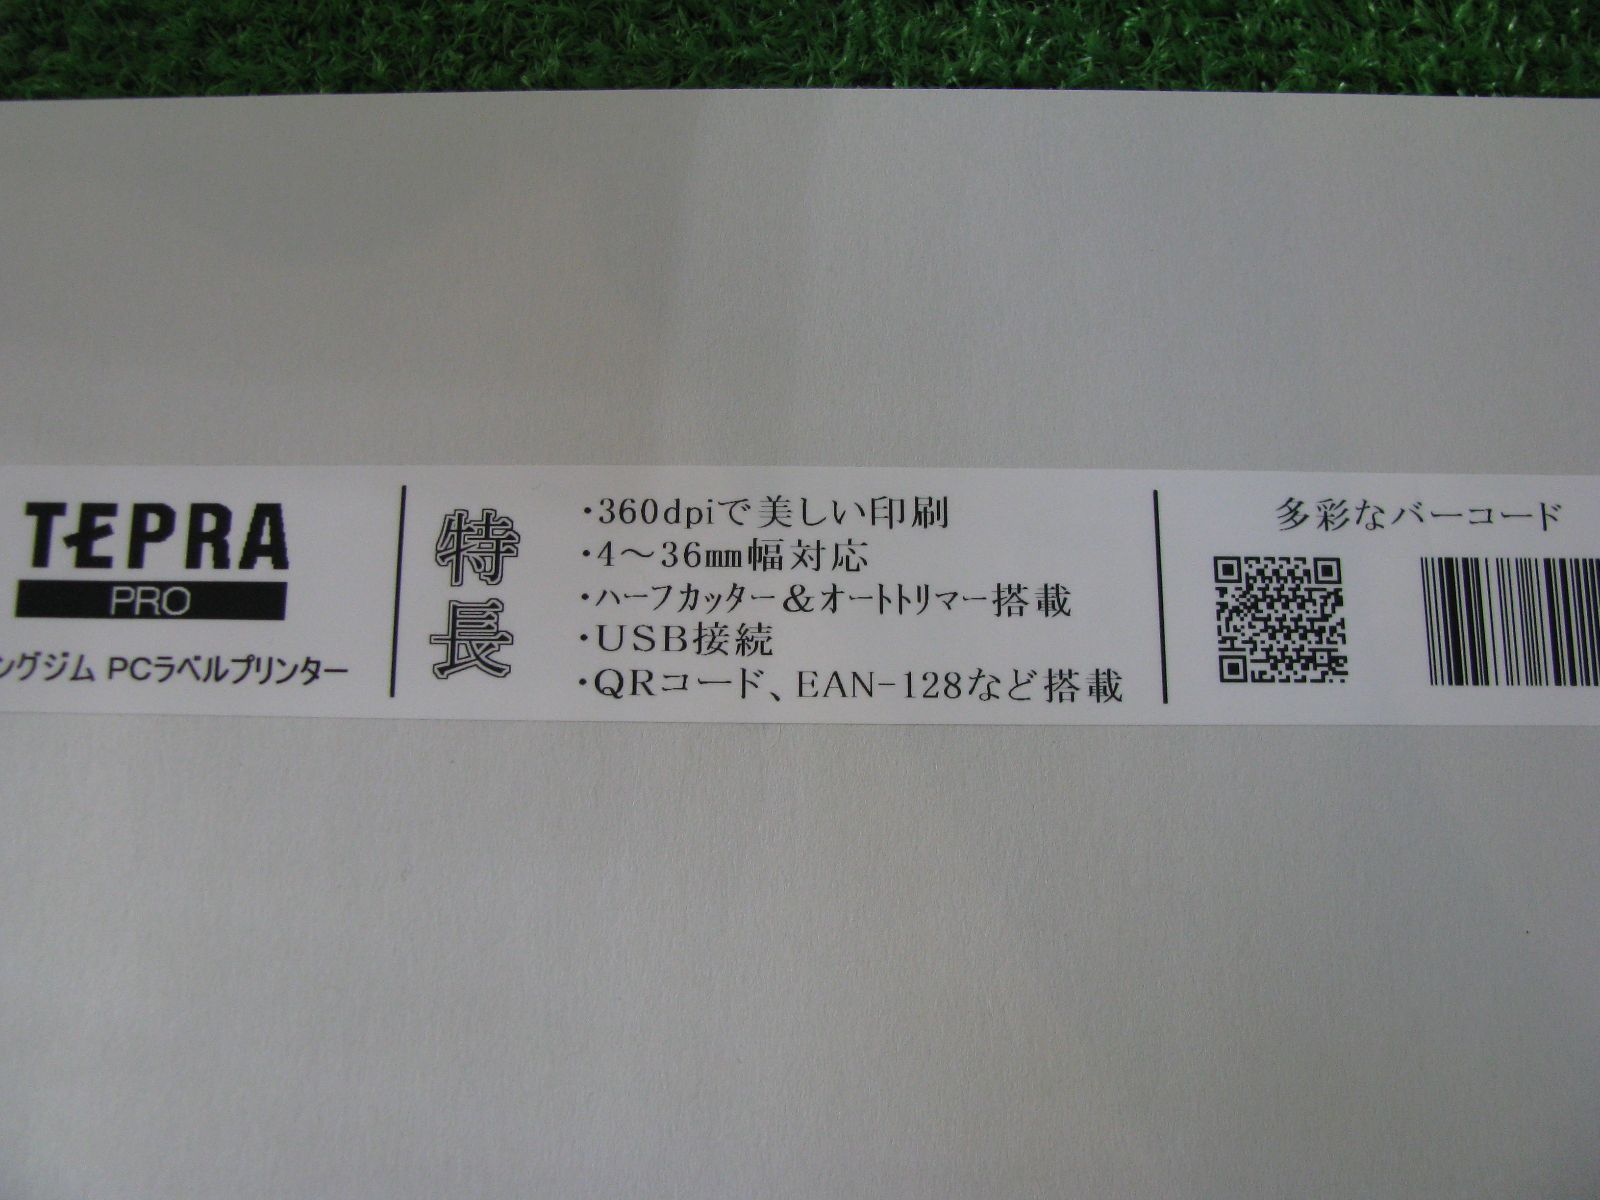 TEPRA
PRO
ングジム PCラベルプリンター
特長
・360dpiで美しい印刷
・4～36㎜幅対応
・ハーフカッター＆オートトリマー搭載
・USB接続
・QRコード、EAN-128など搭載
多彩なバーコード